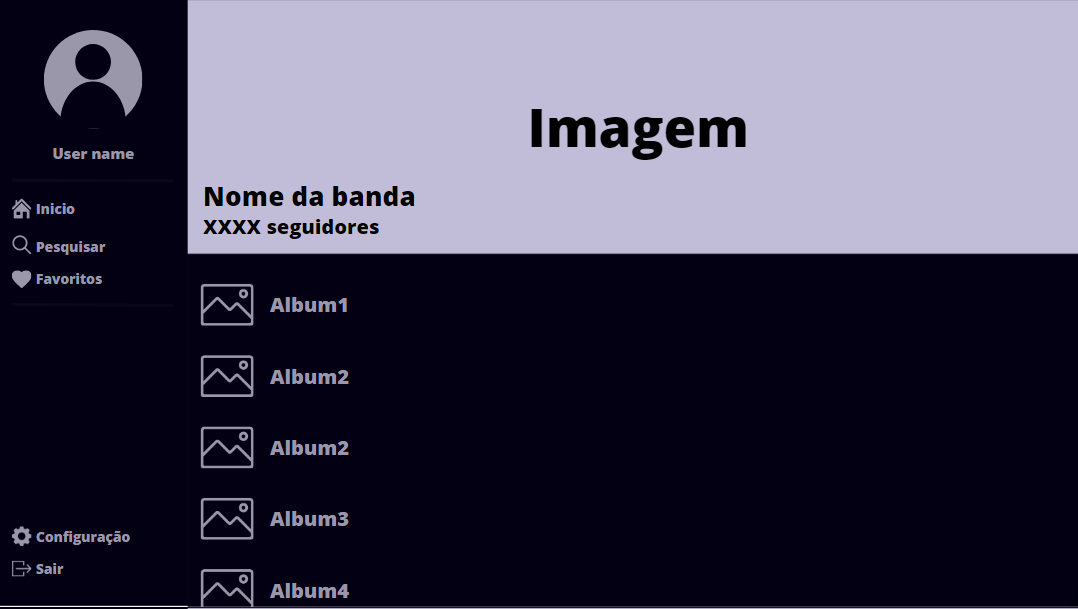 User name
Inicio
Pesquisar
Favoritos
Configuração
Sair
Imagem
Nome da banda
XXXX seguidores
Album1
Album2
Album2
Album3
Album4